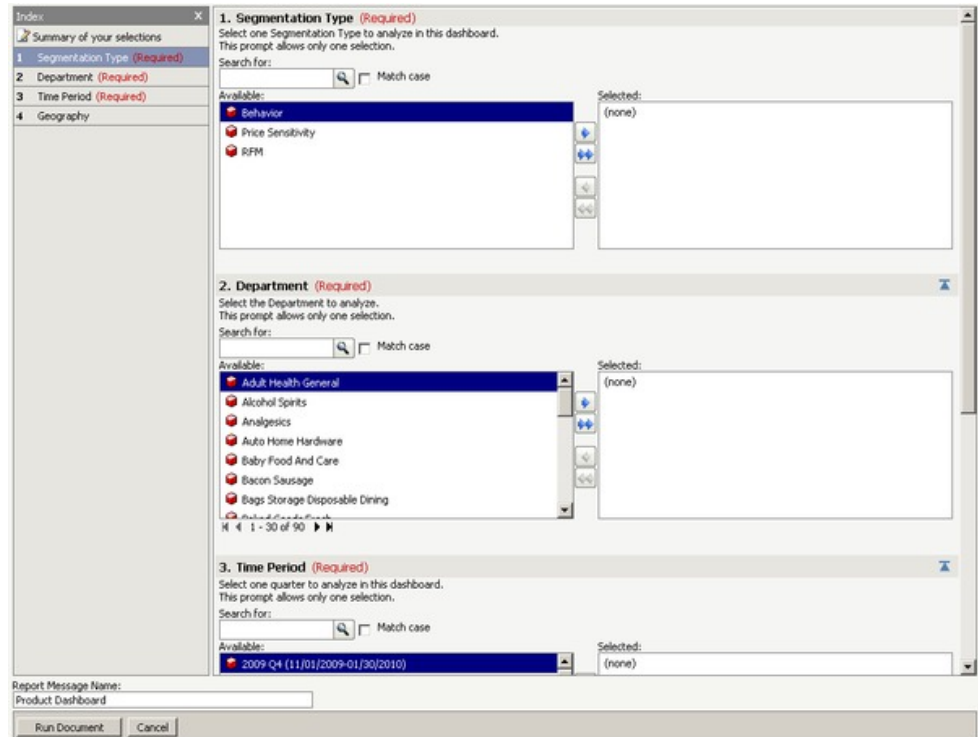 Index X
Summary of your selections
1 Segmentation Type (Required)
2 Department (Required)
3 Time Period (Required)
4 Geography
1. Segmentation Type (Required)
Select one Segmentation Type to analyze in this dashboard.
This prompt allows only one selection.
Search for:
Match case
Available: Selected:
Behavior (none)
Price Sensitivity
RFM
2. Department (Required)
Select the Department to analyze.
This prompt allows only one selection.
Search for:
Match case
Available: Selected:
Adult Health General (none)
Alcohol Spirits
Analgesics
Auto Home Hardware
Baby Food And Care
Bacon Sausage
Bags Storage Disposable Dining
1 - 30 of 90
3. Time Period (Required)
Select one quarter to analyze in this dashboard.
This prompt allows only one selection.
Search for:
Match case
Available: Selected:
2009 Q4 (11/01/2009-01/30/2010) (none)
Report Message Name:
Product Dashboard
Run Document Cancel